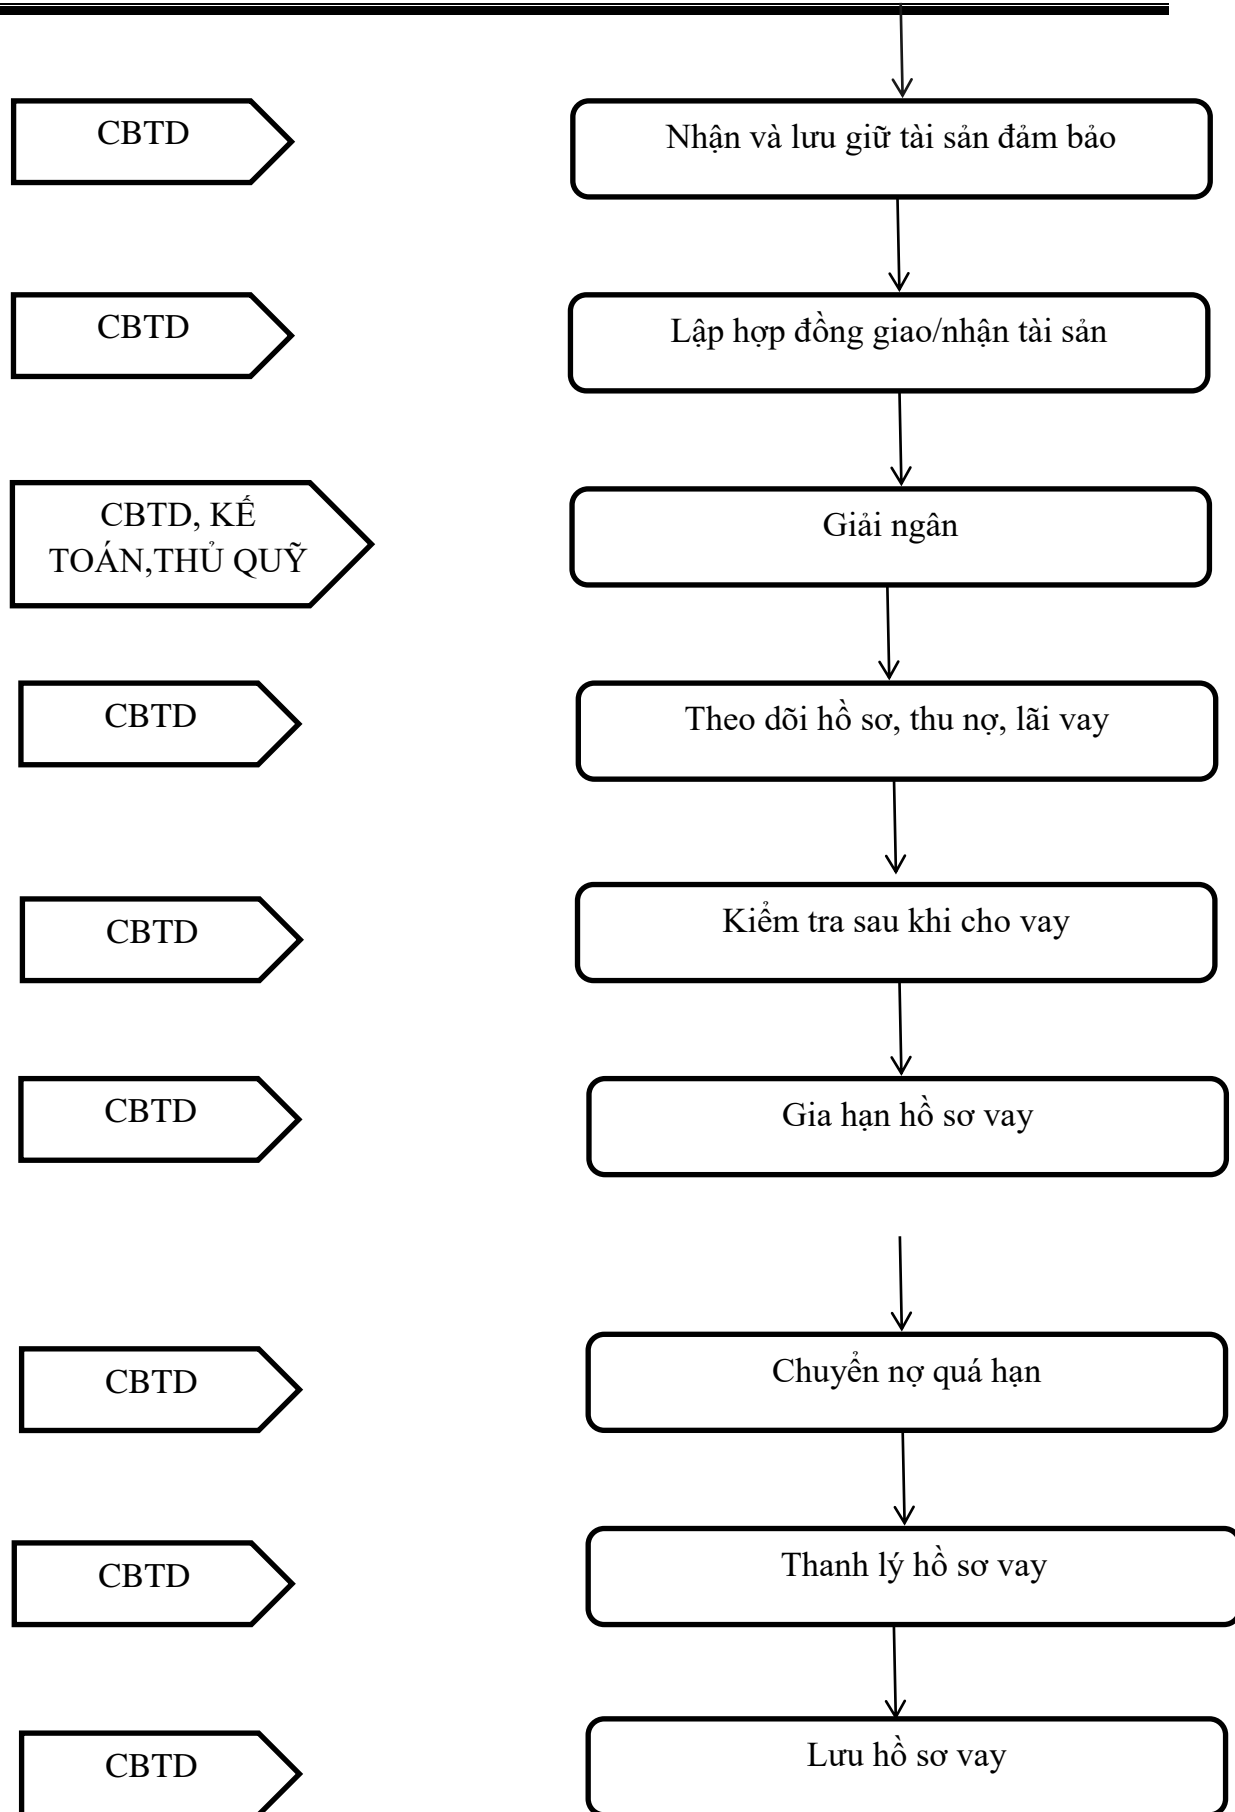 CBTD
Nhận và lưu giữ tài sản đảm bảo
CBTD
Lập hợp đồng giao/nhận tài sản
CBTD, KẾ
TOÁN,THỦ QUỸ
Giải ngân
CBTD
Theo dõi hồ sơ, thu nợ, lãi vay
CBTD
Kiểm tra sau khi cho vay
CBTD
Gia hạn hồ sơ vay
CBTD
Chuyển nợ quá hạn
CBTD
Thanh lý hồ sơ vay
CBTD
Lưu hồ sơ vay